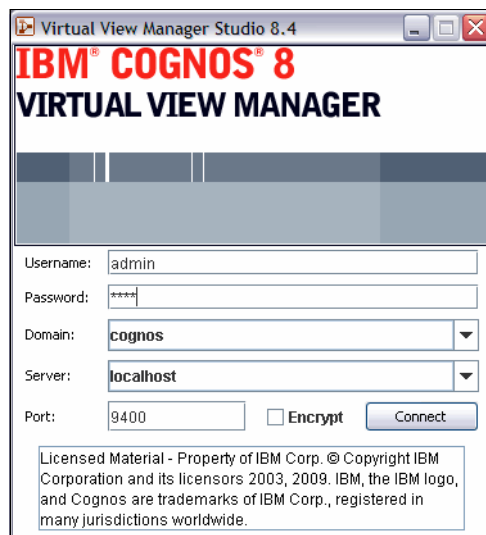 Virtual View Manager Studio 8.4
IBM® COGNOS® 8
VIRTUAL VIEW MANAGER
Username: admin
Password: ****
Domain: cognos
Server: localhost
Port: 9400 Encrypt Connect
Licensed Material - Property of IBM Corp. © Copyright IBM
Corporation and its licensors 2003, 2009. IBM, the IBM logo,
and Cognos are trademarks of IBM Corp., registered in
many jurisdictions worldwide.